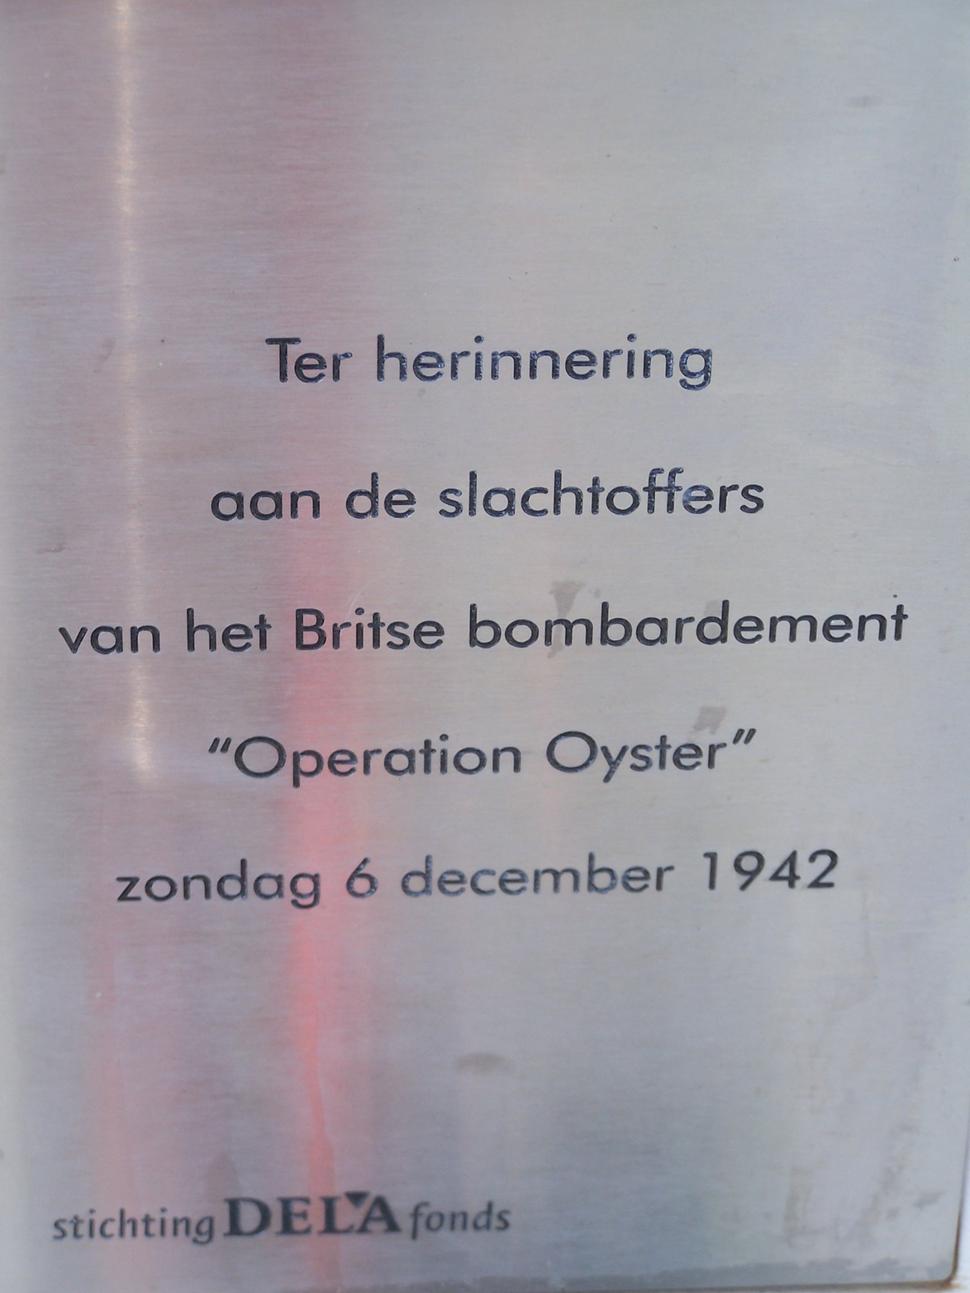 Ter herinnering
aan de slachtoffers
van het Britse bombardement
“Operation Oyster”
zondag 6 december 1942
stichting DELA fonds